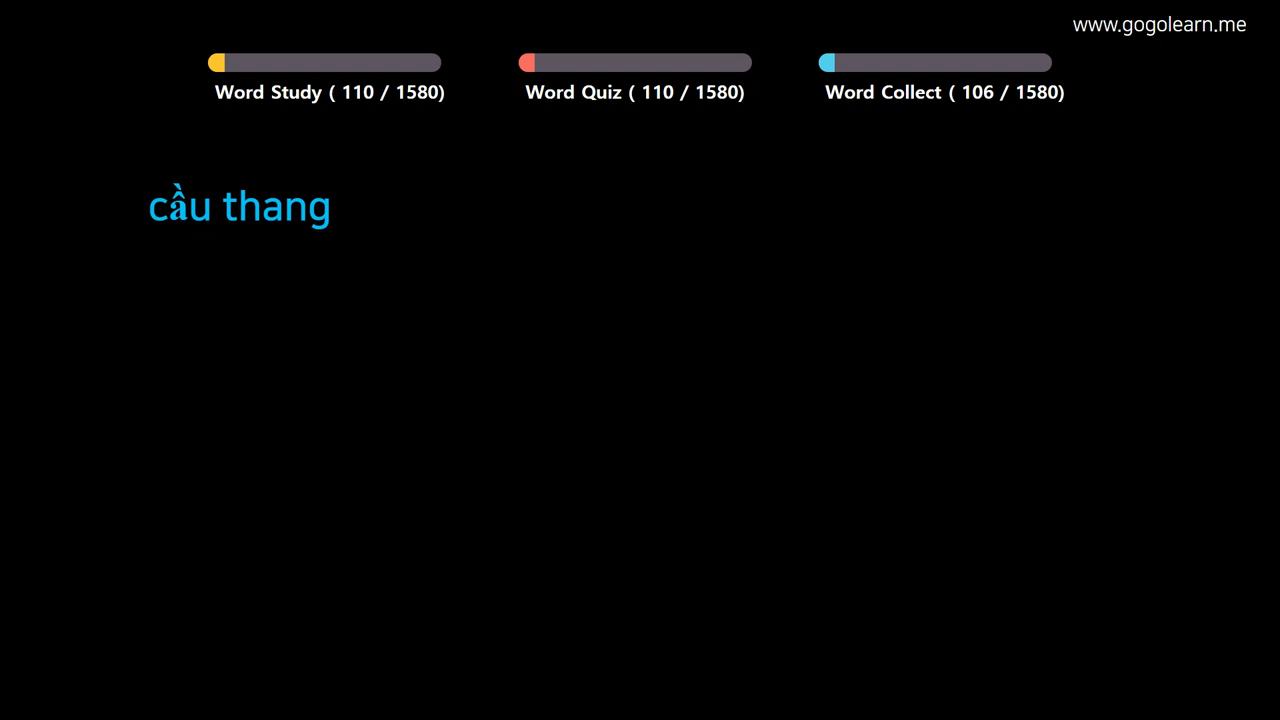 www.gogolearn.me
Word Study ( 110 / 1580)
Word Quiz ( 110 / 1580)
Word Collect ( 106 / 1580)
cầu thang